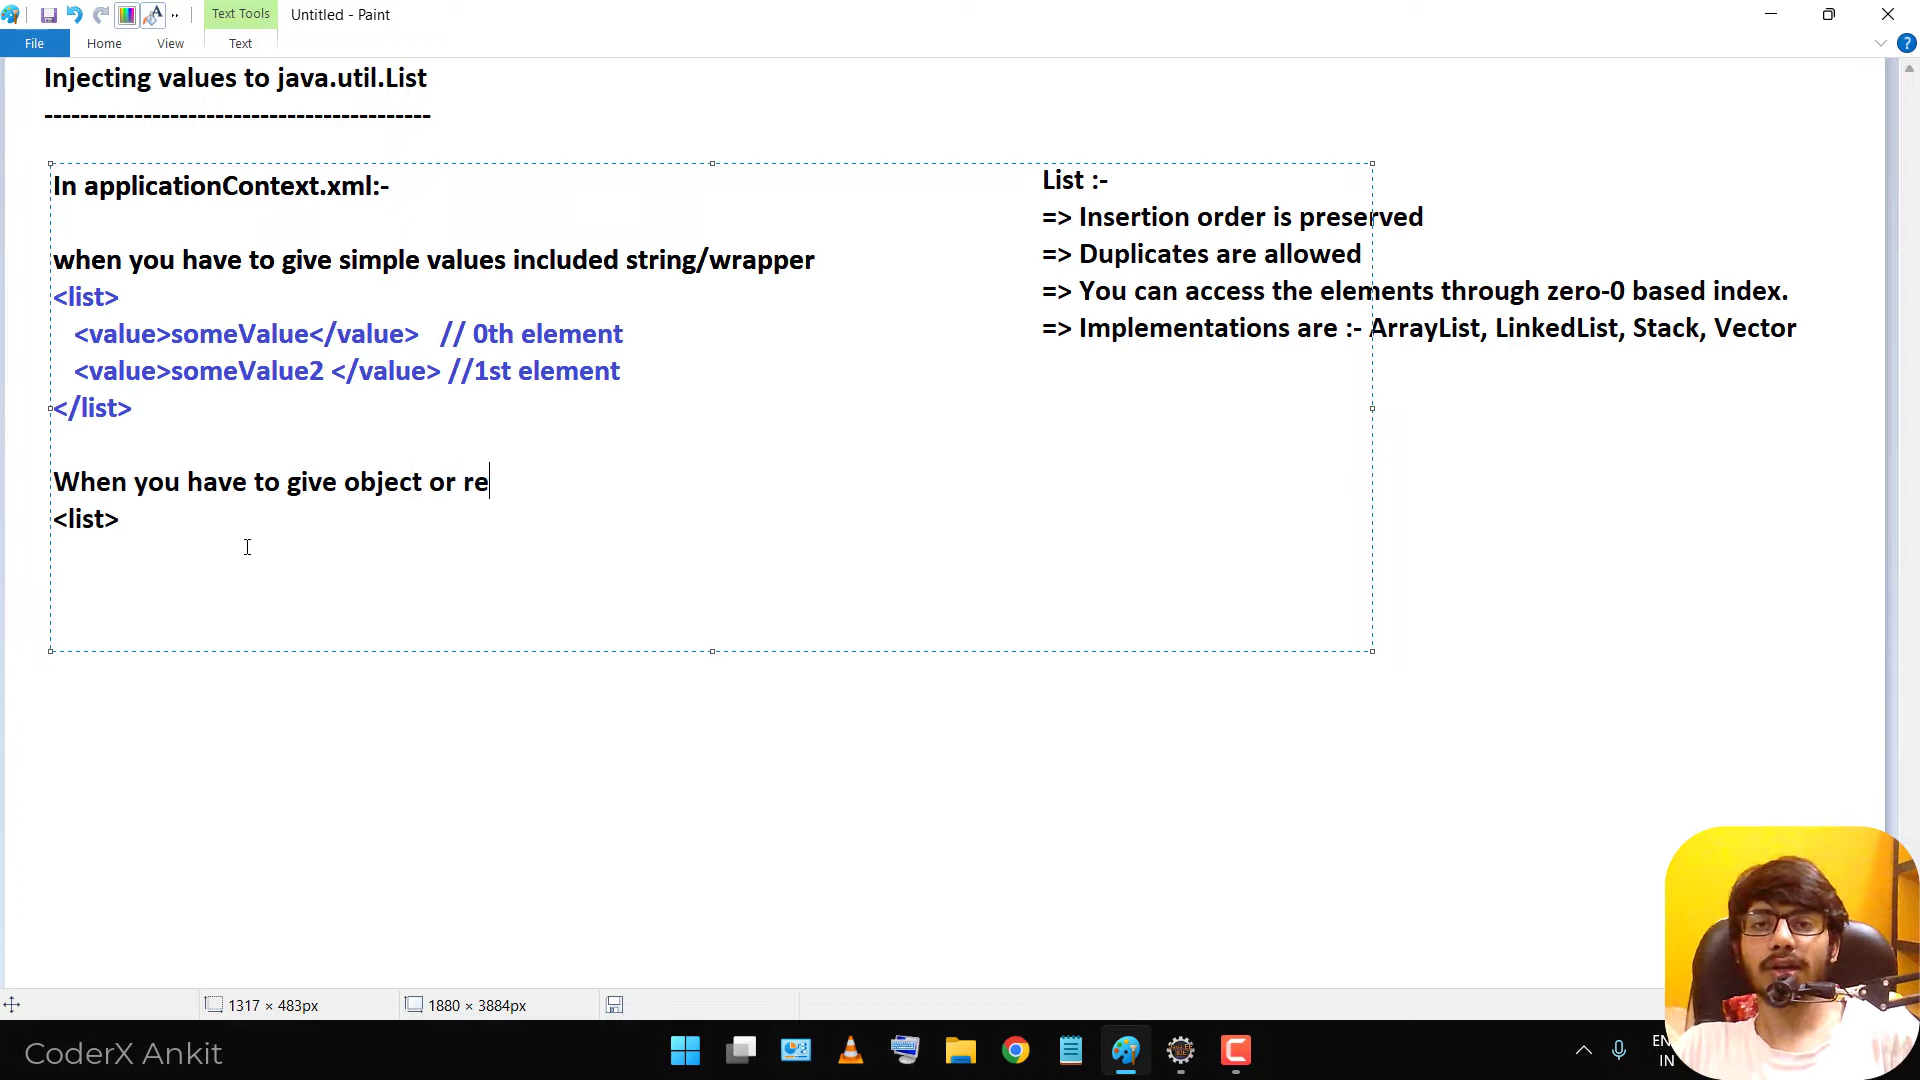 Text Tools
Untitled - Paint
File
Home
View
Text
?
Injecting values to java.util.List
-------------------------------------------
In applicationContext.xml:-
when you have to give simple values included string/wrapper
<list>
<value>someValue</value>   // 0th element
<value>someValue2 </value> //1st element
</list>
When you have to give object or re
<list>
List :-
=> Insertion order is preserved
=> Duplicates are allowed
=> You can access the elements through zero-0 based index.
=> Implementations are :- ArrayList, LinkedList, Stack, Vector
1317 × 483px
1880 × 3884px
CoderX Ankit
IN